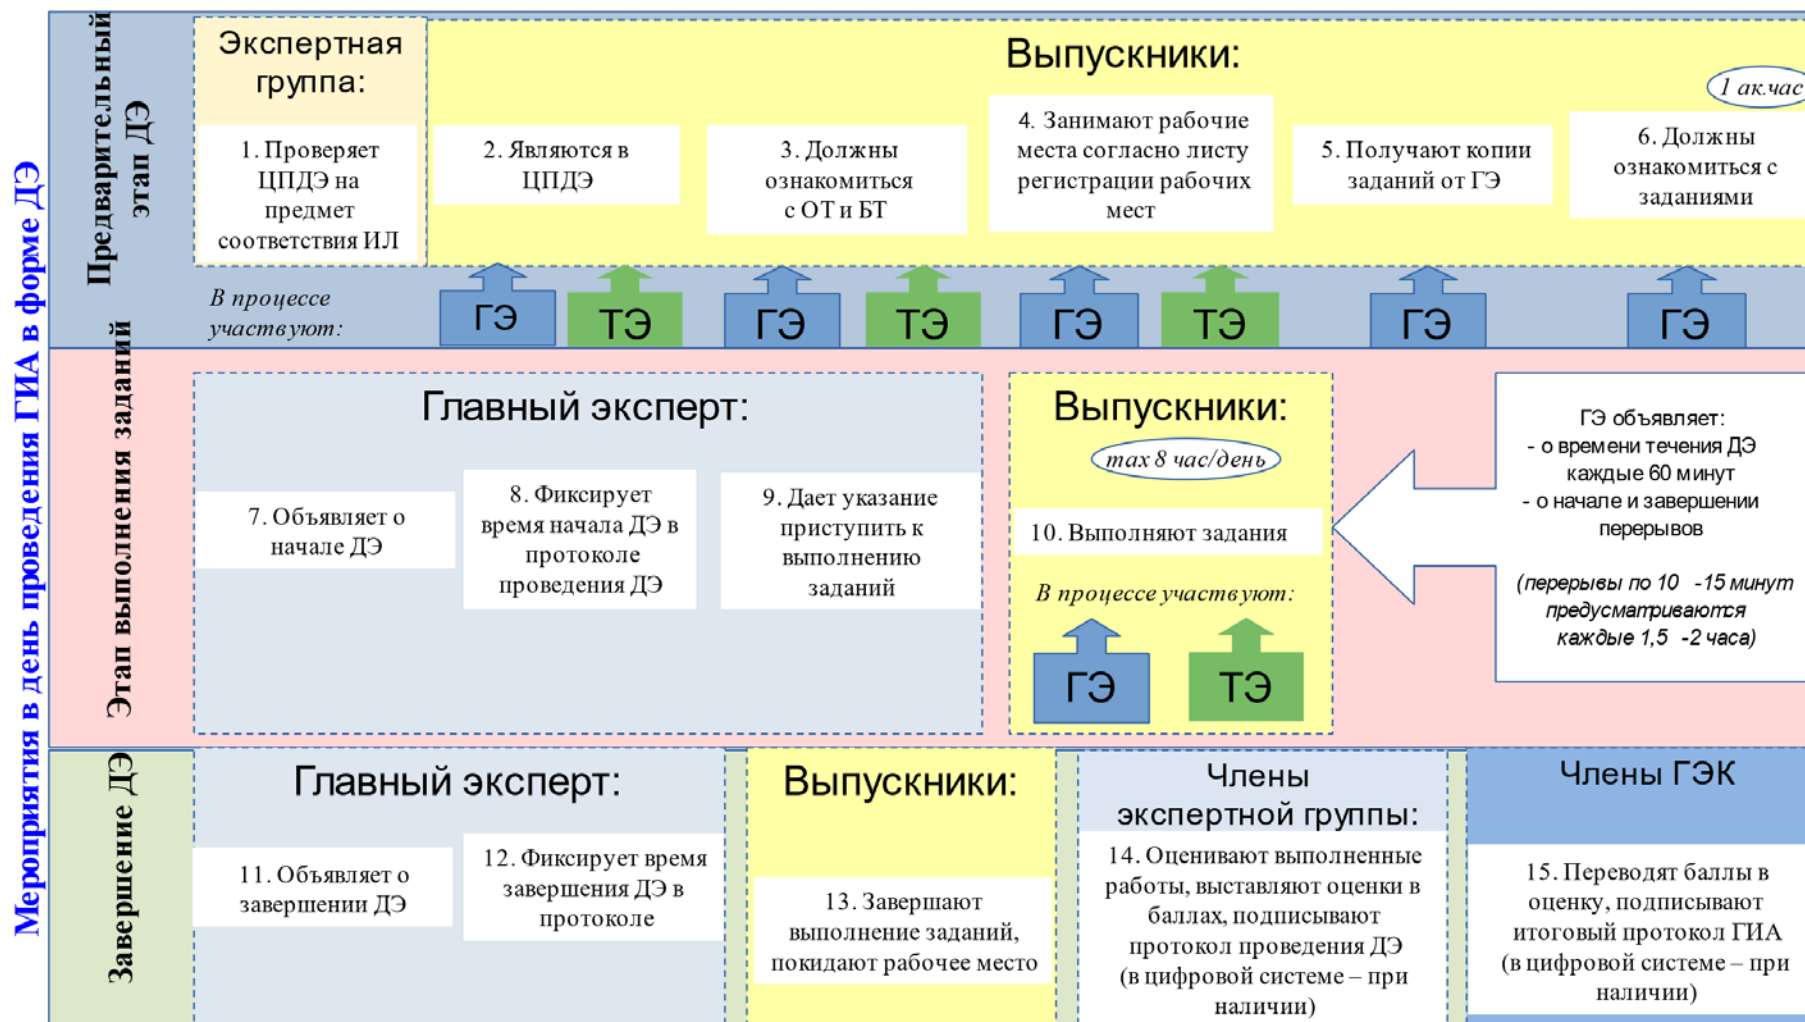 Мероприятия в день проведения ГИА в форме ДЭ
Предварительный
этап ДЭ
Экспертная
группа:
1. Проверяет
ЦПДЭ на
предмет
соответствия ИЛ
Выпускники:
1 ак.час
2. Являются в
ЦПДЭ
3. Должны
ознакомиться
с ОТ и БТ
4. Занимают рабочие
места согласно листу
регистрации рабочих
мест
5. Получают копии
заданий от ГЭ
6. Должны
ознакомиться с
заданиями
В процессе
участвуют:
ГЭ
ТЭ
ГЭ
ТЭ
ГЭ
ТЭ
ГЭ
ГЭ
Этап выполнения заданий
Главный эксперт:
7. Объявляет о
начале ДЭ
8. Фиксирует
время начала ДЭ в
протоколе
проведения ДЭ
9. Дает указание
приступить к
выполнению
заданий
Выпускники:
max 8 час/день
10. Выполняют задания
В процессе участвуют:
ГЭ
ТЭ
ГЭ объявляет:
- о времени течения ДЭ
каждые 60 минут
- о начале и завершении
перерывов
(перерывы по 10 -15 минут
предусматриваются
каждые 1,5 -2 часа)
Завершение ДЭ
Главный эксперт:
11. Объявляет о
завершении ДЭ
12. Фиксирует время
завершения ДЭ в
протоколе
Выпускники:
13. Завершают
выполнение заданий,
покидают рабочее место
Члены
экспертной группы:
14. Оценивают выполненные
работы, выставляют оценки в
баллах, подписывают
протокол проведения ДЭ
(в цифровой системе – при
наличии)
Члены ГЭК
15. Переводят баллы в
оценку, подписывают
итоговый протокол ГИА
(в цифровой системе – при
наличии)